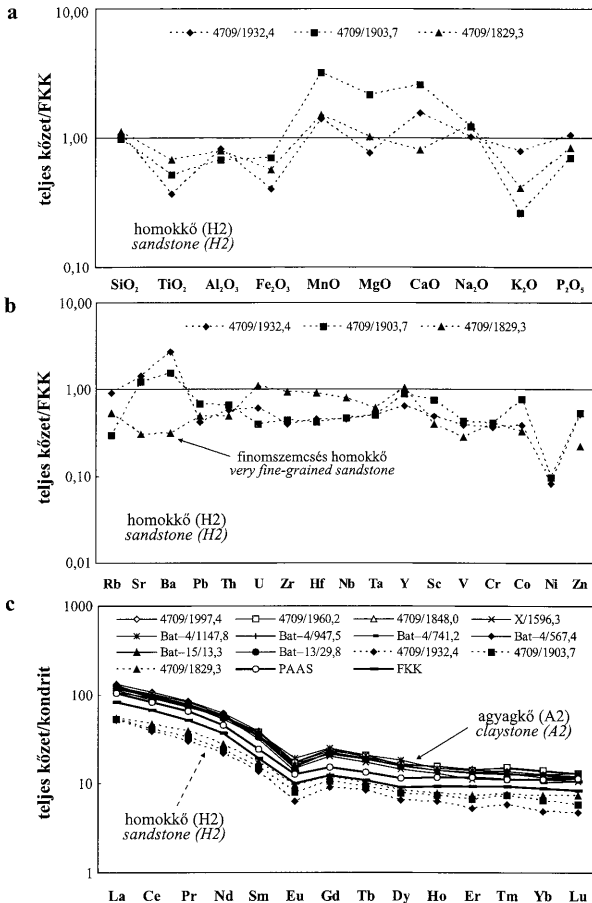 a
10,00
4709/1932,4 4709/1903,7 4709/1829,3
1,00
0,10
teljes kőzet/FKK
homokkő (H2)
sandstone (H2)
SiO₂ TiO₂ Al₂O₃ Fe₂O₃ MnO MgO CaO Na₂O K₂O P₂O₅
b
10,00
4709/1932,4 4709/1903,7 4709/1829,3
1,00
0,10
0,01
teljes kőzet/FKK
finomszemcsés homokkő
very fine-grained sandstone
homokkő (H2)
sandstone (H2)
Rb Sr Ba Pb Th U Zr Hf Nb Ta Y Sc V Cr Co Ni Zn
c
1000
4709/1997,4 4709/1960,2 4709/1848,0 X/1596,3
Bat–4/1147,8 Bat–4/947,5 Bat–4/741,2 Bat–4/567,4
Bat–15/13,3 Bat–13/29,8 4709/1932,4 4709/1903,7
4709/1829,3 PAAS FKK
100
10
1
teljes kőzet/kondrit
agyagkő (A2)
claystone (A2)
homokkő (H2)
sandstone (H2)
La Ce Pr Nd Sm Eu Gd Tb Dy Ho Er Tm Yb Lu